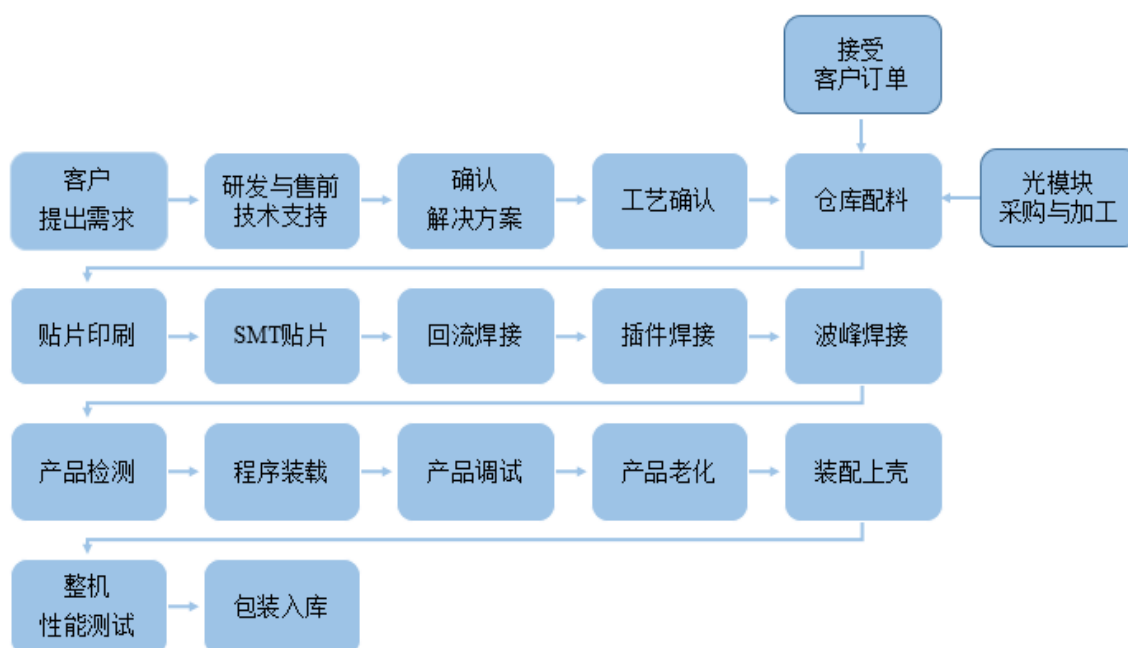 接受
客户订单
客户
提出需求
研发与售前
技术支持
确认
解决方案
工艺确认
仓库配料
光模块
采购与加工
贴片印刷
SMT贴片
回流焊接
插件焊接
波峰焊接
产品检测
程序装载
产品调试
产品老化
装配上壳
整机
性能测试
包装入库